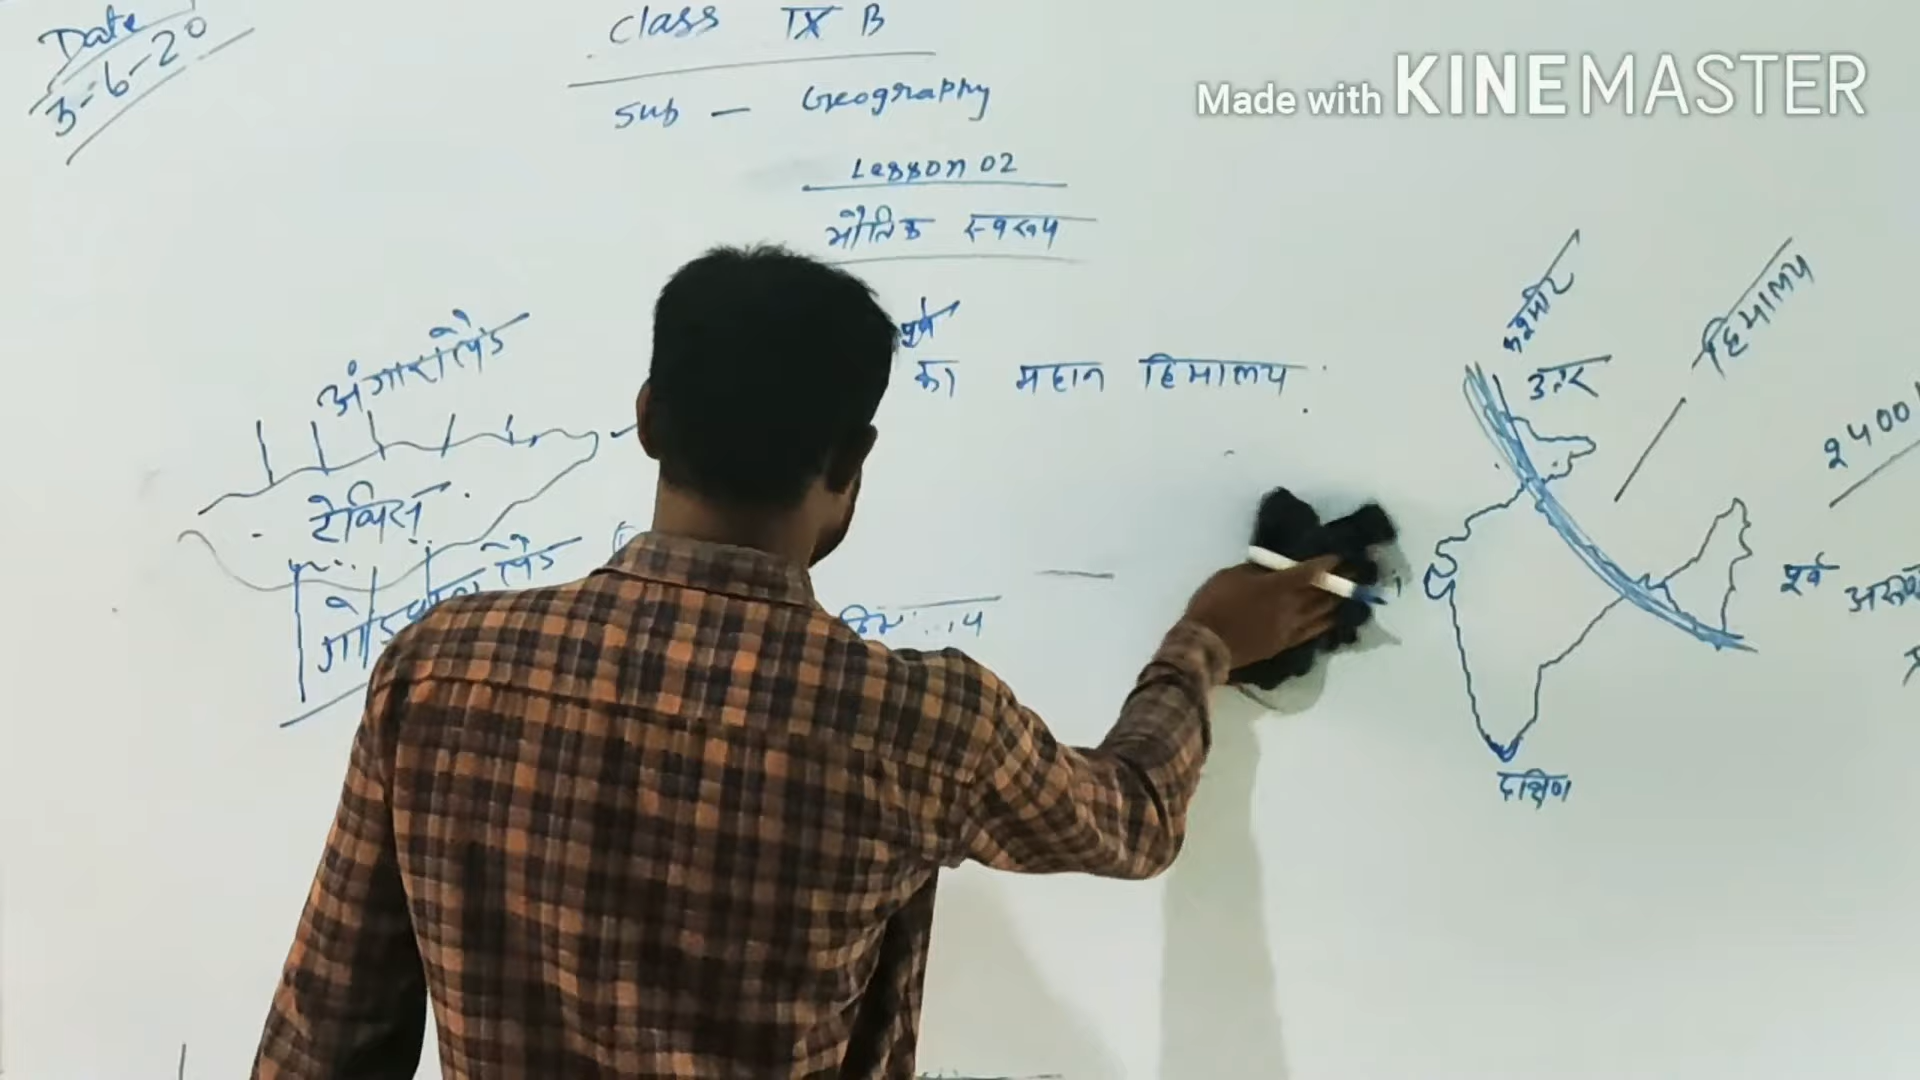 Date
3-6-20
Class IX B
Sub - Geography
Lesson 02
भौतिक स्वरूप
Made with KINEMASTER
अंगारालैंड
टेथिस
पूर्व
का महान हिमालय
कश्मीर
उत्तर
हिमालय
2400
पूर्व
दक्षिण